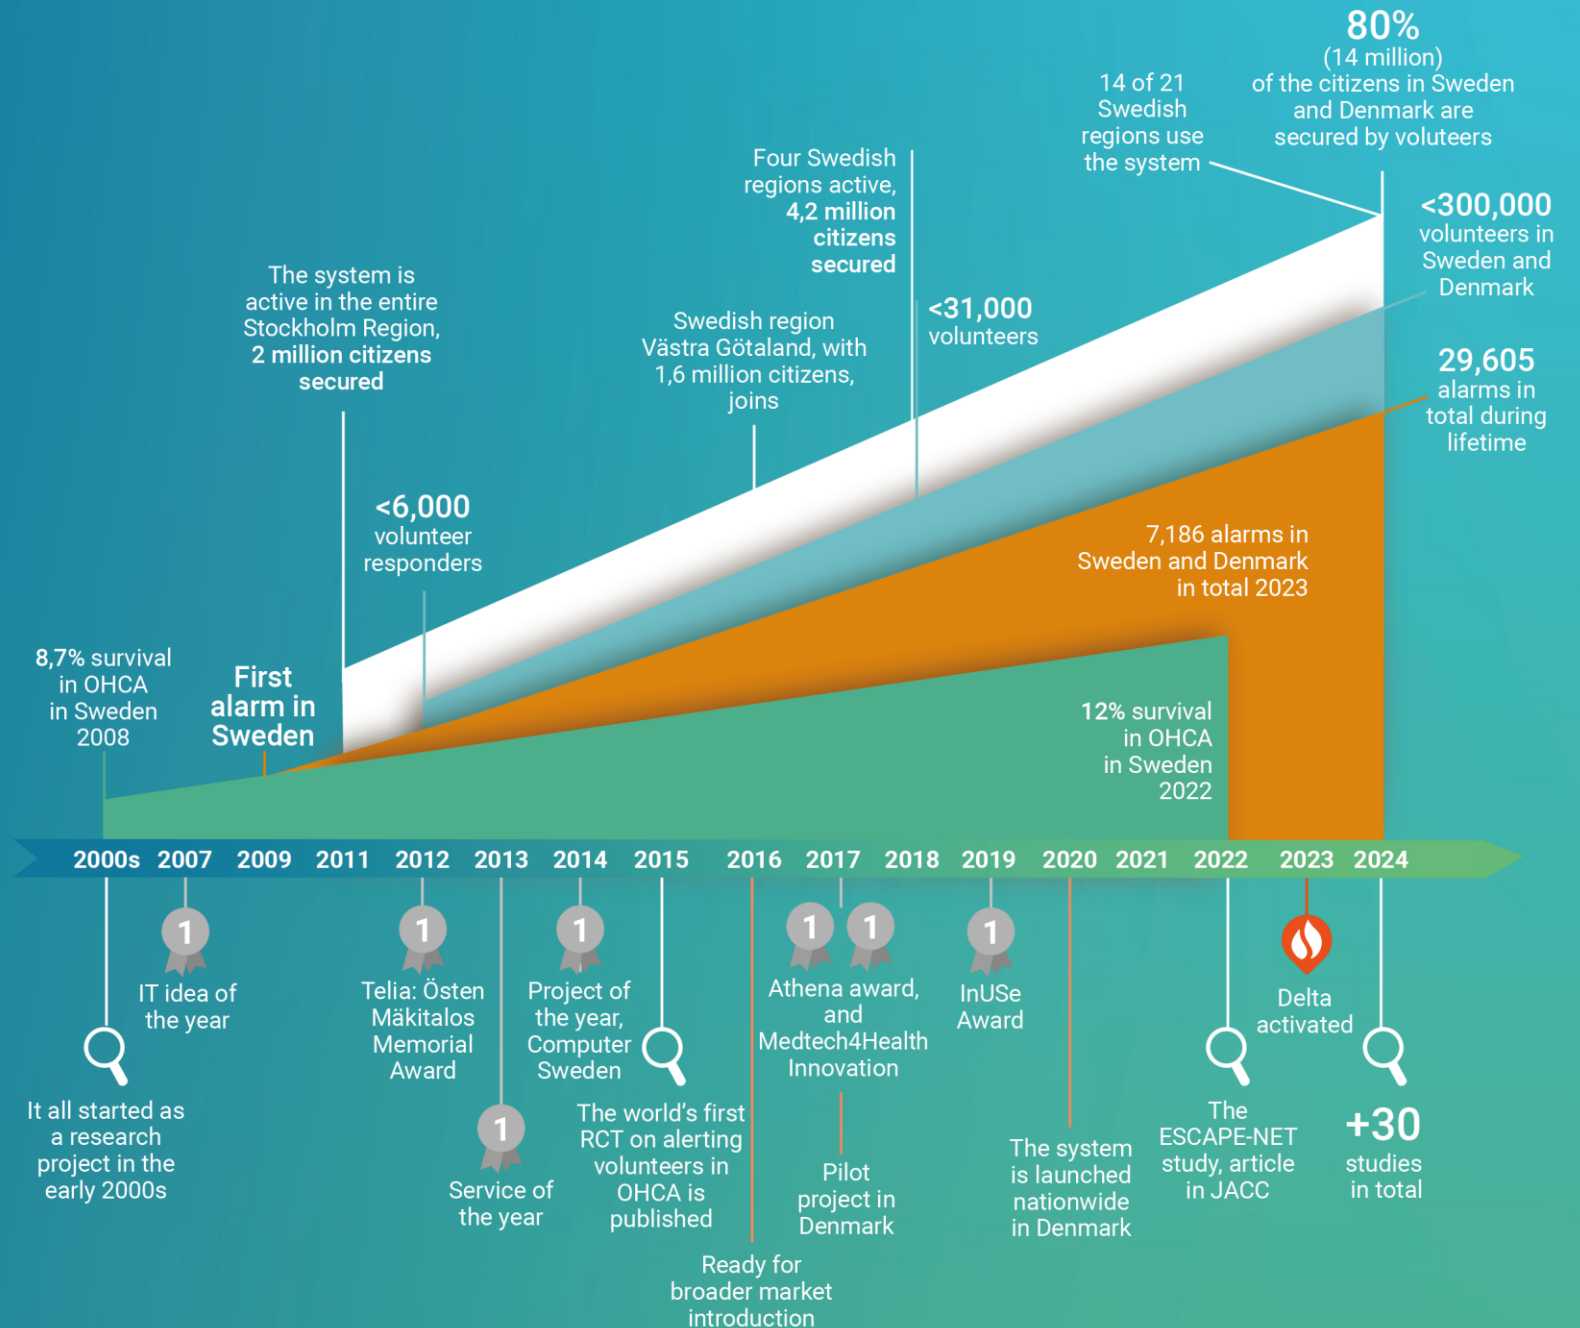 80%
(14 million)
of the citizens in Sweden
and Denmark are
secured by voluteers
14 of 21
Swedish
regions use
the system
Four Swedish
regions active,
4,2 million
citizens
secured
<300,000
volunteers in
Sweden and
Denmark
The system is
active in the entire
Stockholm Region,
2 million citizens
secured
Swedish region
Västra Götaland, with
1,6 million citizens,
joins
<31,000
volunteers
29,605
alarms in
total during
lifetime
<6,000
volunteer
responders
7,186 alarms in
Sweden and Denmark
in total 2023
8,7% survival
in OHCA
in Sweden
2008
First
alarm in
Sweden
12% survival
in OHCA
in Sweden
2022
2000s 2007 2009 2011 2012 2013 2014 2015 2016 2017 2018 2019 2020 2021 2022 2023 2024
It all started as
a research
project in the
early 2000s
1
IT idea of
the year
1
Telia: Östen
Mäkitalos
Memorial
Award
1
Service of
the year
1
Project of
the year,
Computer
Sweden
The world's first
RCT on alerting
volunteers in
OHCA is
published
Ready for
broader market
introduction
1 1
Athena award,
and
Medtech4Health
Innovation
Pilot
project in
Denmark
1
InUSe
Award
The system
is launched
nationwide
in Denmark
The
ESCAPE-NET
study, article
in JACC
Delta
activated
+30
studies
in total